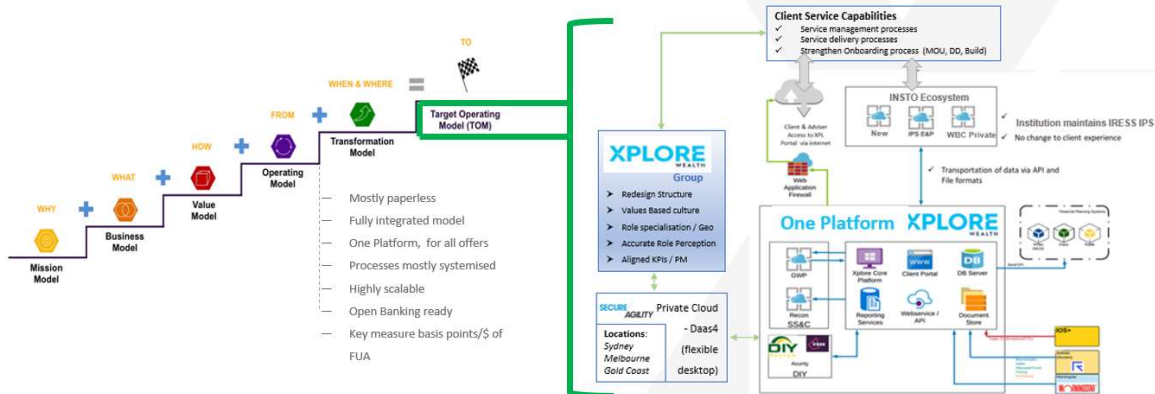 TO
WHEN & WHERE
FROM
HOW
WHAT
WHY
Target Operating
Model (TOM)
Transformation
Model
Operating
Model
Value
Model
Business
Model
Mission
Model
— Mostly paperless
— Fully integrated model
— One Platform, for all offers
— Processes mostly systemised
— Highly scalable
— Open Banking ready
— Key measure basis points/$ of
FUA
Client Service Capabilities
✓ Service management processes
✓ Service delivery processes
✓ Strengthen Onboarding process (MOU, DD, Build)
Client & Adviser
Access to XPL
Portal via internet
Web
Application
Firewall
INSTO Ecosystem
New
IPS E&P
WBC Private
✓ Institution maintains IRESS IPS
✓ No change to client experience
✓ Transportation of data via API and
File formats
XPLORE
WEALTH
Group
➤ Redesign Structure
➤ Values Based culture
➤ Role specialisation / Geo
➤ Accurate Role Perception
➤ Aligned KPIs / PM
SECURE
AGILITY
Private Cloud
- Daas4
(flexible
desktop)
Locations:
Sydney
Melbourne
Gold Coast
One Platform
XPLORE
WEALTH
GWP
Recon
SS&C
Xplore Core
Platform
WWW
Client Portal
DB
DB Server
Reporting
Services
Webservice /
API
Document
Store
DIY
Acurity
DIY
Financial Planning Systems
IOS+
MORNINGSTAR